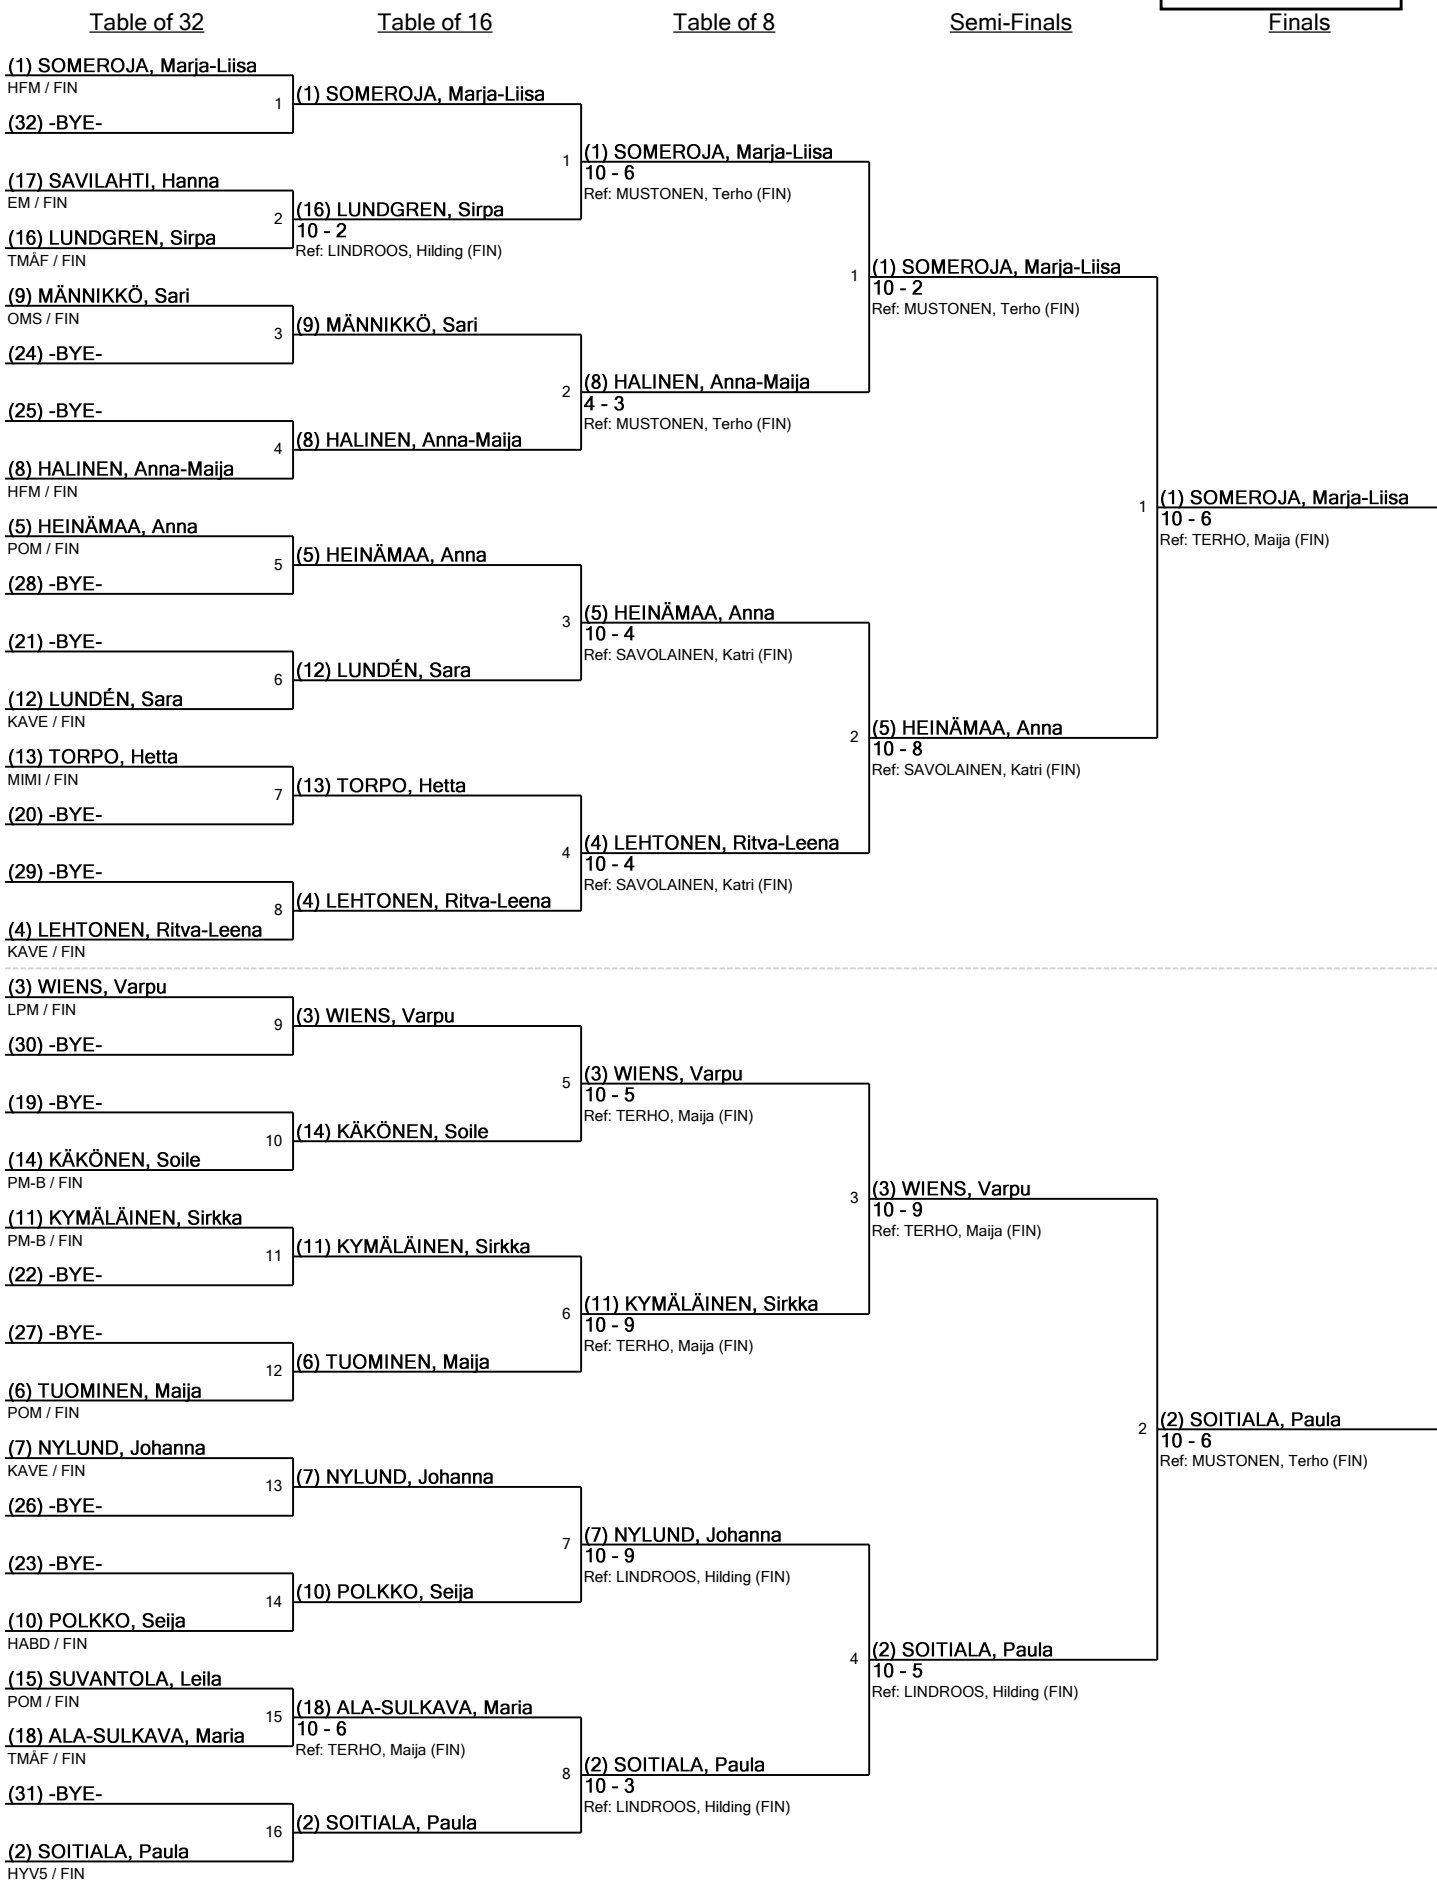 Table of 32
Table of 16
Table of 8
Semi-Finals
Finals
(1) SOMEROJA, Marja-Liisa
HFM / FIN
1
(32) -BYE-
(17) SAVILAHTI, Hanna
EM / FIN
2
(16) LUNDGREN, Sirpa
TMÅF / FIN
(9) MÄNNIKKÖ, Sari
OMS / FIN
3
(24) -BYE-
(25) -BYE-
4
(8) HALINEN, Anna-Maija
HFM / FIN
(5) HEINÄMAA, Anna
POM / FIN
5
(28) -BYE-
(21) -BYE-
6
(12) LUNDÉN, Sara
KAVE / FIN
(13) TORPO, Hetta
MIMI / FIN
7
(20) -BYE-
(29) -BYE-
8
(4) LEHTONEN, Ritva-Leena
KAVE / FIN
(3) WIENS, Varpu
LPM / FIN
9
(30) -BYE-
(19) -BYE-
10
(14) KÄKÖNEN, Soile
PM-B / FIN
(11) KYMÄLÄINEN, Sirkka
PM-B / FIN
11
(22) -BYE-
(27) -BYE-
12
(6) TUOMINEN, Maija
POM / FIN
(7) NYLUND, Johanna
KAVE / FIN
13
(26) -BYE-
(23) -BYE-
14
(10) POLKKO, Seija
HABD / FIN
(15) SUVANTOLA, Leila
POM / FIN
15
(18) ALA-SULKAVA, Maria
TMÅF / FIN
(31) -BYE-
16
(2) SOITIALA, Paula
HYV5 / FIN
(1) SOMEROJA, Marja-Liisa
1
(16) LUNDGREN, Sirpa
10 - 2
Ref: LINDROOS, Hilding (FIN)
(9) MÄNNIKKÖ, Sari
2
(8) HALINEN, Anna-Maija
(5) HEINÄMAA, Anna
3
(12) LUNDÉN, Sara
(13) TORPO, Hetta
4
(4) LEHTONEN, Ritva-Leena
(3) WIENS, Varpu
5
(14) KÄKÖNEN, Soile
(11) KYMÄLÄINEN, Sirkka
6
(6) TUOMINEN, Maija
(7) NYLUND, Johanna
7
(10) POLKKO, Seija
(18) ALA-SULKAVA, Maria
10 - 6
Ref: TERHO, Maija (FIN)
8
(2) SOITIALA, Paula
(1) SOMEROJA, Marja-Liisa
10 - 6
Ref: MUSTONEN, Terho (FIN)
1
(8) HALINEN, Anna-Maija
4 - 3
Ref: MUSTONEN, Terho (FIN)
(5) HEINÄMAA, Anna
10 - 4
Ref: SAVOLAINEN, Katri (FIN)
2
(4) LEHTONEN, Ritva-Leena
10 - 4
Ref: SAVOLAINEN, Katri (FIN)
(3) WIENS, Varpu
10 - 5
Ref: TERHO, Maija (FIN)
3
(11) KYMÄLÄINEN, Sirkka
10 - 9
Ref: TERHO, Maija (FIN)
(7) NYLUND, Johanna
10 - 9
Ref: LINDROOS, Hilding (FIN)
4
(2) SOITIALA, Paula
10 - 3
Ref: LINDROOS, Hilding (FIN)
(1) SOMEROJA, Marja-Liisa
10 - 2
Ref: MUSTONEN, Terho (FIN)
1
(5) HEINÄMAA, Anna
10 - 8
Ref: SAVOLAINEN, Katri (FIN)
(3) WIENS, Varpu
10 - 9
Ref: TERHO, Maija (FIN)
2
(2) SOITIALA, Paula
10 - 5
Ref: LINDROOS, Hilding (FIN)
(1) SOMEROJA, Marja-Liisa
10 - 6
Ref: TERHO, Maija (FIN)
(2) SOITIALA, Paula
10 - 6
Ref: MUSTONEN, Terho (FIN)